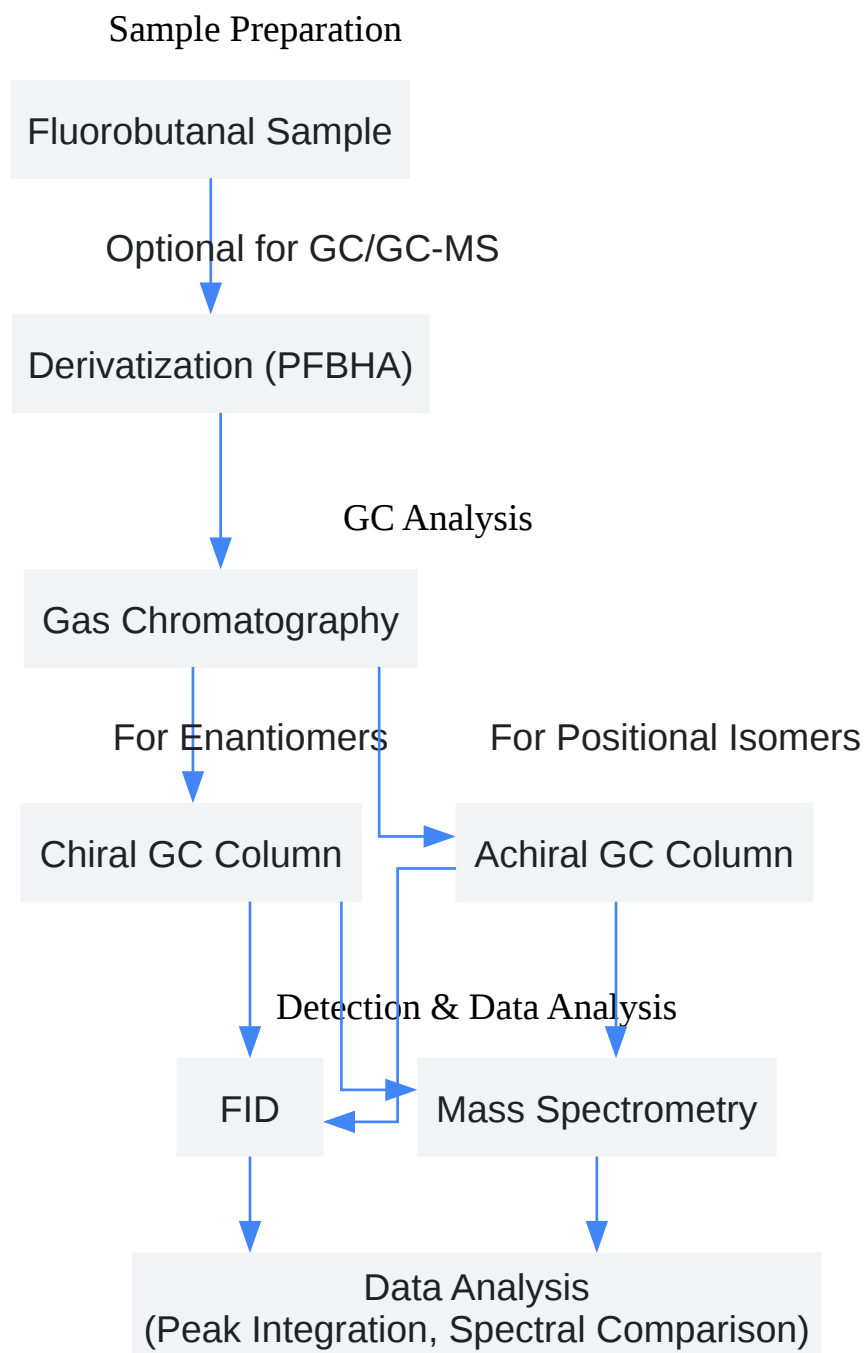 Sample Preparation
Fluorobutanal Sample
Optional for GC/GC-MS
Derivatization (PFBHA)
GC Analysis
Gas Chromatography
For Enantiomers
For Positional Isomers
Chiral GC Column
Achiral GC Column
Detection & Data Analysis
FID
Mass Spectrometry
Data Analysis
(Peak Integration, Spectral Comparison)